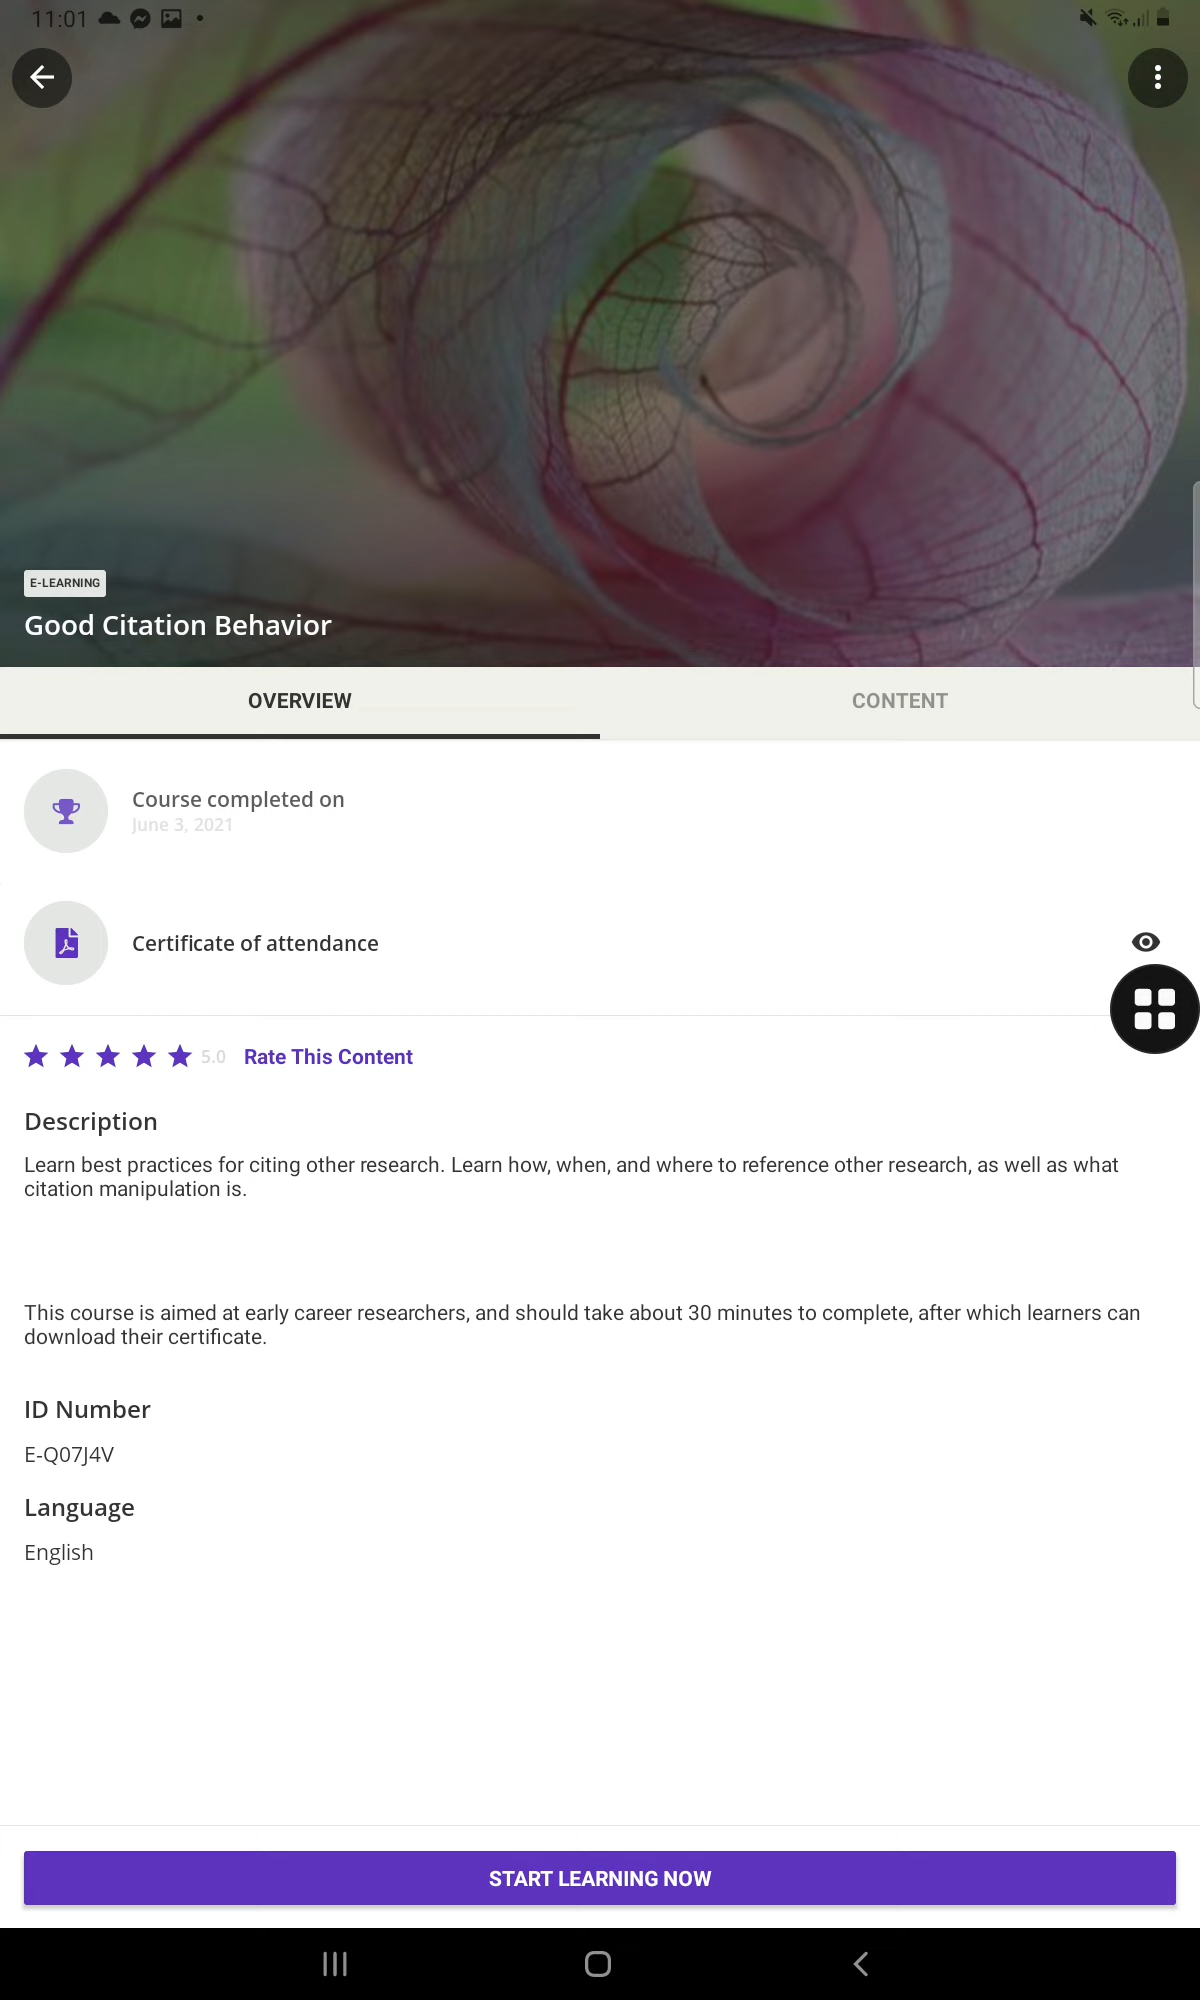 11:01
E-LEARNING
Good Citation Behavior
OVERVIEW
CONTENT
Course completed on
June 3, 2021
Certificate of attendance
5.0 Rate This Content
Description
Learn best practices for citing other research. Learn how, when, and where to reference other research, as well as what
citation manipulation is.
This course is aimed at early career researchers, and should take about 30 minutes to complete, after which learners can
download their certificate.
ID Number
E-Q07J4V
Language
English
START LEARNING NOW